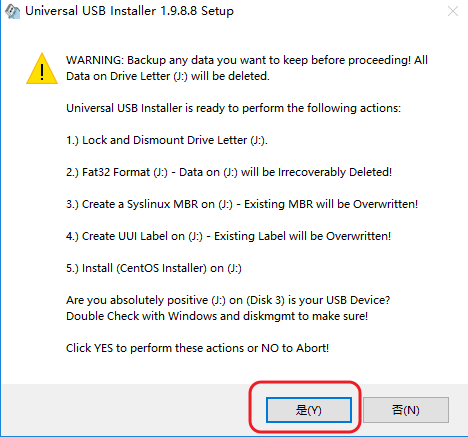 Universal USB Installer 1.9.8.8 Setup
WARNING: Backup any data you want to keep before proceeding! All
Data on Drive Letter (J:) will be deleted.
Universal USB Installer is ready to perform the following actions:
1.) Lock and Dismount Drive Letter (J:).
2.) Fat32 Format (J:) - Data on (J:) will be Irrecoverably Deleted!
3.) Create a Syslinux MBR on (J:) - Existing MBR will be Overwritten!
4.) Create UUI Label on (J:) - Existing Label will be Overwritten!
5.) Install (CentOS Installer) on (J:)
Are you absolutely positive (J:) on (Disk 3) is your USB Device?
Double Check with Windows and diskmgmt to make sure!
Click YES to perform these actions or NO to Abort!
是(Y)
否(N)